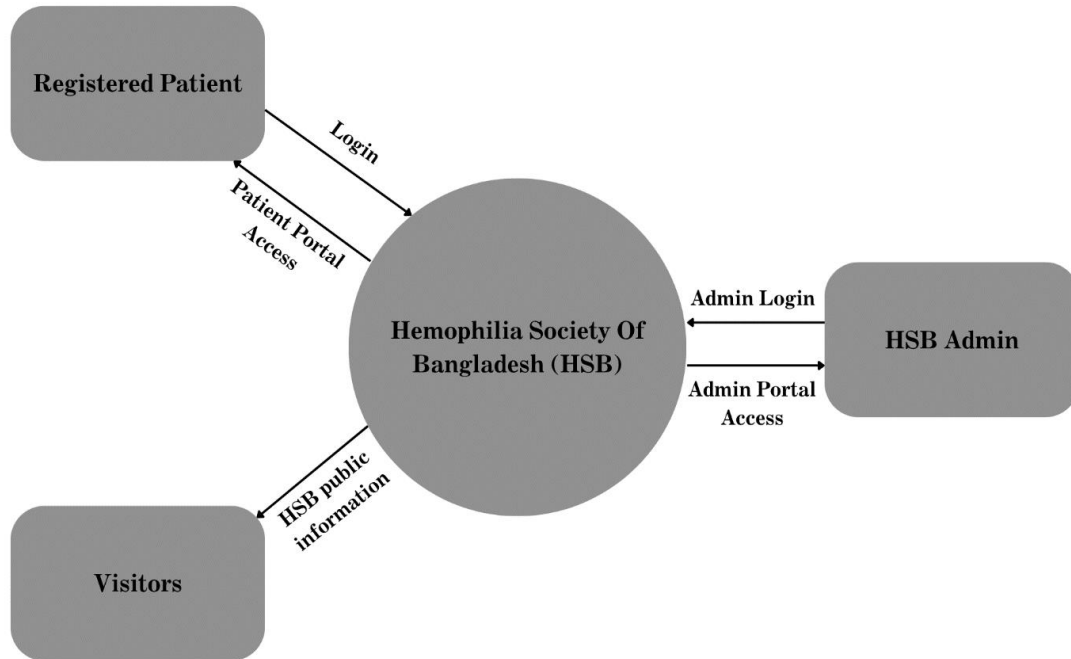 Registered Patient
Login
Patient Portal
Access
Hemophilia Society Of
Bangladesh (HSB)
Admin Login
HSB Admin
Admin Portal
Access
HSB public
information
Visitors